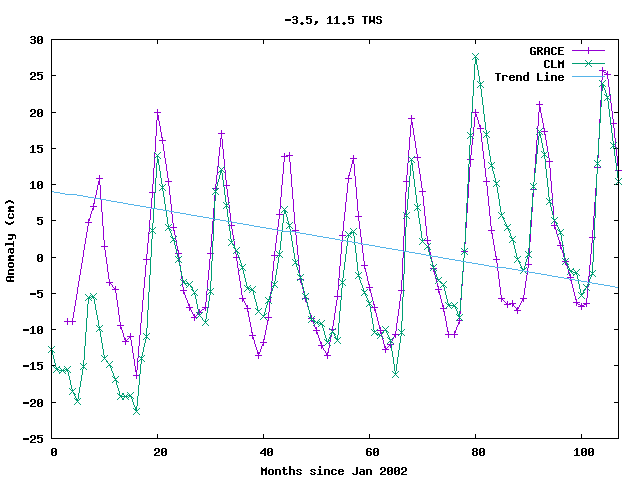 -3.5, 11.5 TWS
30
25
20
15
10
5
0
-5
-10
-15
-20
-25
Anomaly (cm)
GRACE
CLM
Trend Line
0 20 40 60 80 100
Months since Jan 2002